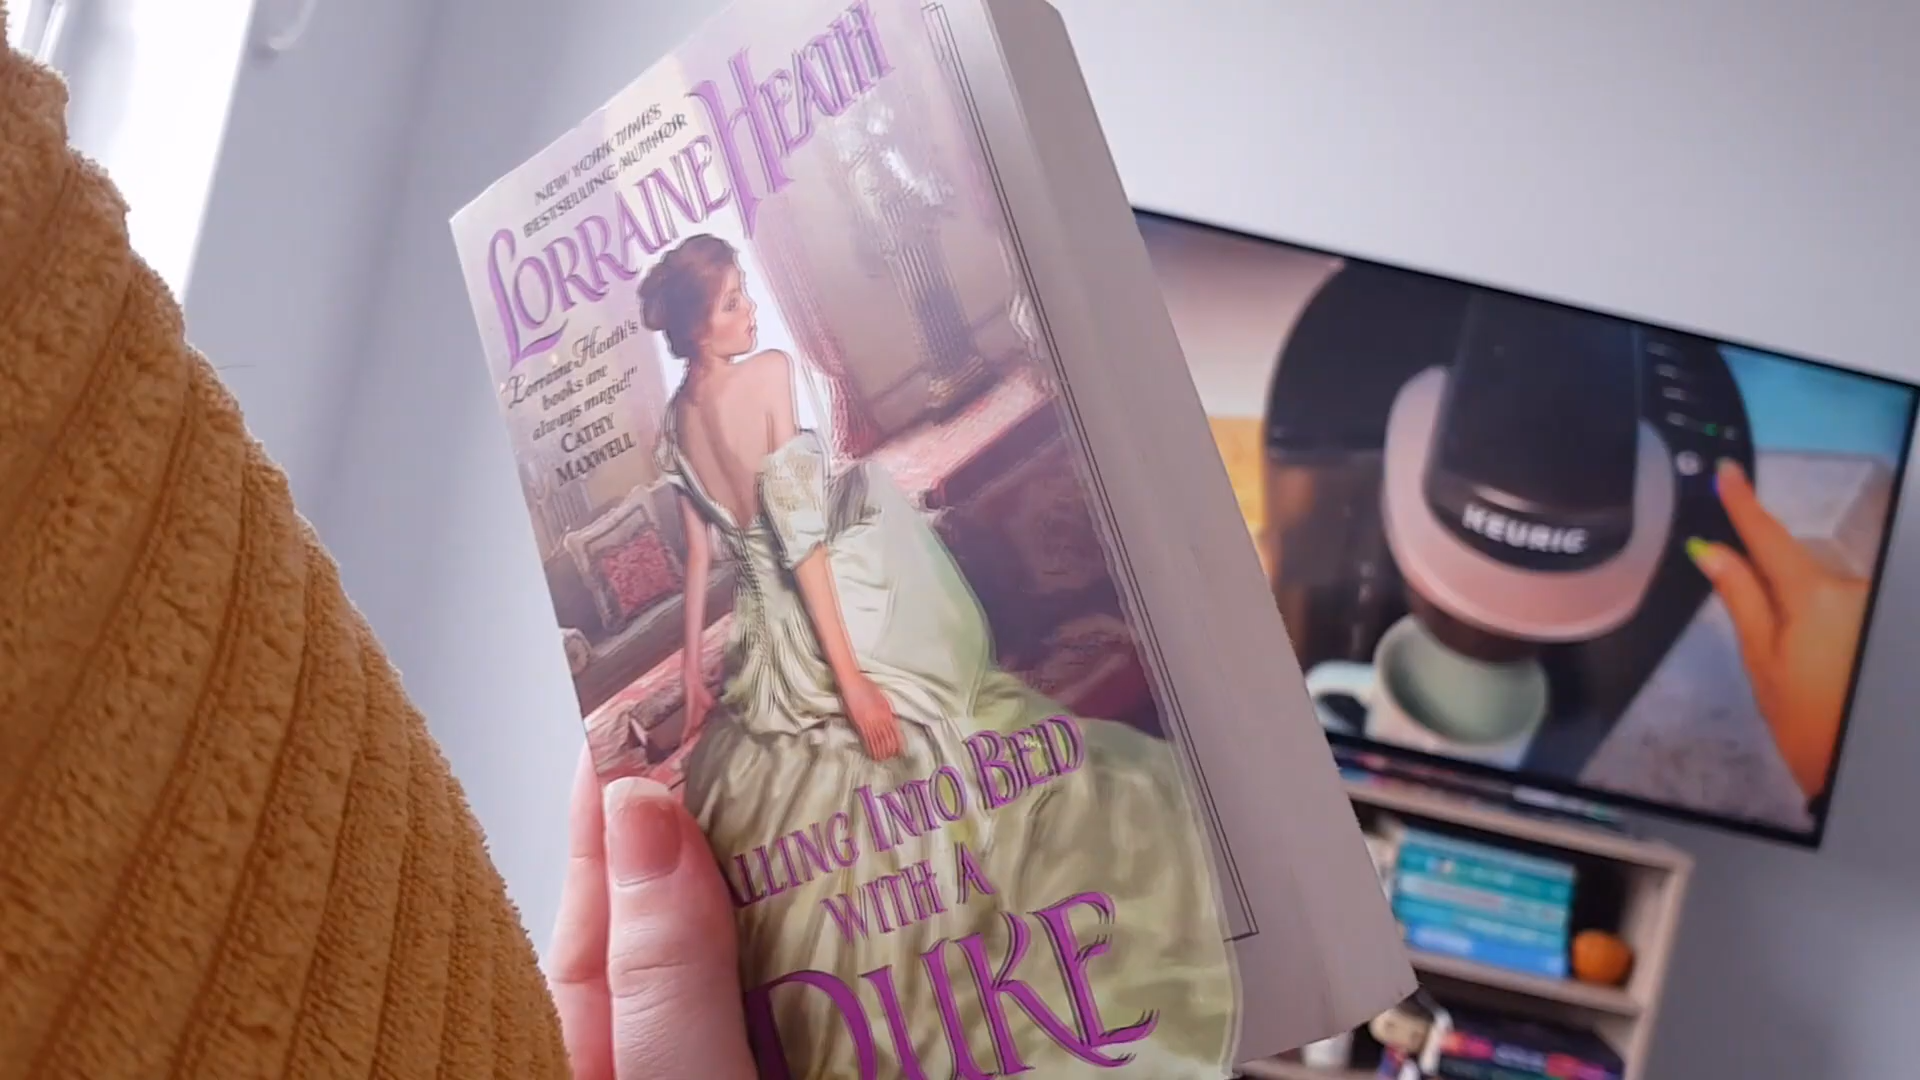 NEW YORK TIMES
BESTSELLING AUTHOR
LORRAINE HEATH
"Lorraine Heath's
books are
always magic!"
CATHY
MAXWELL
ALLING INTO BED
WITH A
DUKE
KEURIG